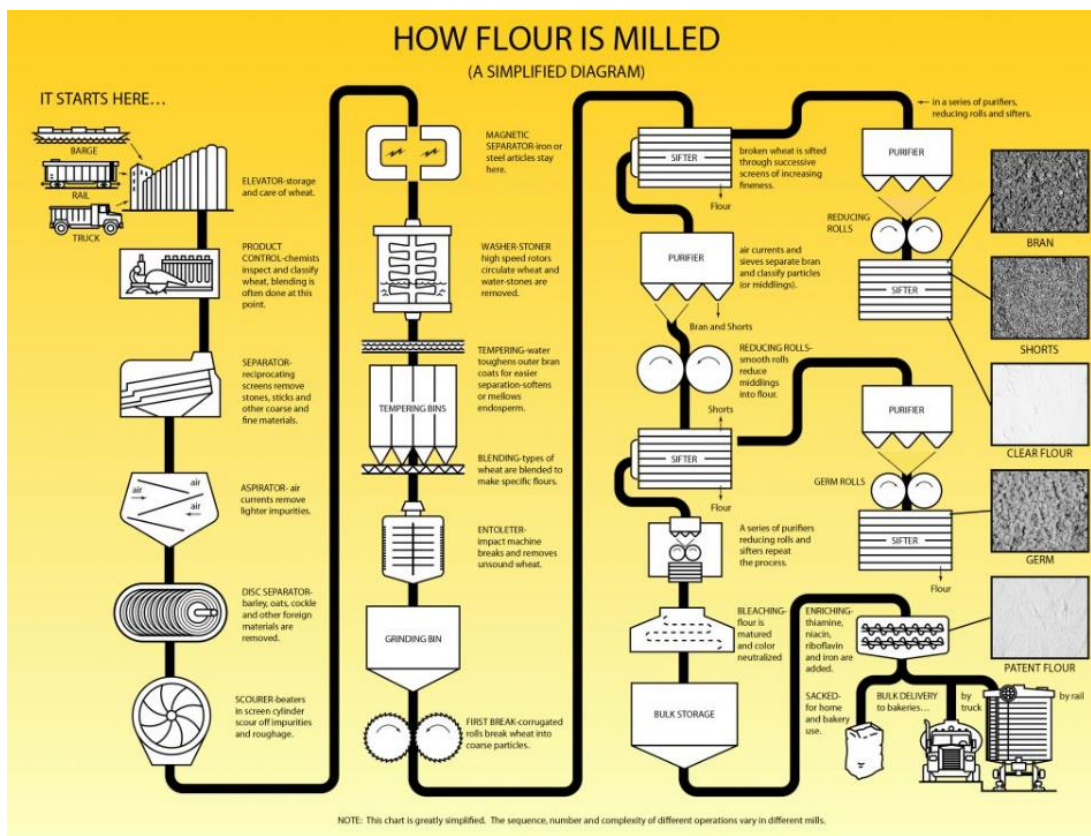 HOW FLOUR IS MILLED
(A SIMPLIFIED DIAGRAM)
IT STARTS HERE...
BARGE
RAIL
TRUCK
ELEVATOR-storage
and care of wheat.
PRODUCT
CONTROL-chemists
inspect and classify
wheat, blending is
often done at this
point.
SEPARATOR-
reciprocating
screens remove
stones, sticks and
other coarse and
fine materials.
air
air
air
ASPIRATOR- air
currents remove
lighter impurities.
DISC SEPARATOR-
barley, oats, cockle
and other foreign
materials are
removed.
SCOURER-beaters
in screen cylinder
scour off impurities
and roughage.
MAGNETIC
SEPARATOR-iron or
steel articles stay
here.
WASHER-STONER
high speed rotors
circulate wheat and
water-stones are
removed.
TEMPERING-water
toughens outer bran
coats for easier
separation-softens
or mellows
endosperm.
TEMPERING BINS
BLENDING-types of
wheat are blended to
make specific flours.
ENTOLETER-
impact machine
breaks and removes
unsound wheat.
GRINDING BIN
FIRST BREAK-corrugated
rolls break wheat into
coarse particles.
SIFTER
broken wheat is sifted
through successive
screens of increasing
fineness.
Flour
PURIFIER
air currents and
sieves separate bran
and classify particles
(or middlings).
Bran and Shorts
REDUCING ROLLS-
smooth rolls
reduce
middlings
into flour.
Shorts
SIFTER
Flour
A series of purifiers
reducing rolls and
sifters repeat
the process.
BLEACHING-
flour is
matured
and color
neutralized
BULK STORAGE
in a series of purifiers,
reducing rolls and sifters.
PURIFIER
REDUCING
ROLLS
SIFTER
PURIFIER
GERM ROLLS
SIFTER
Flour
ENRICHING-
thiamine,
niacin,
riboflavin
and iron are
added.
SACKED-
for home
and bakery
use.
BULK DELIVERY
to bakeries...
by
truck
by rail
BRAN
SHORTS
CLEAR FLOUR
GERM
PATENT FLOUR
NOTE: This chart is greatly simplified. The sequence, number and complexity of different operations vary in different mills.